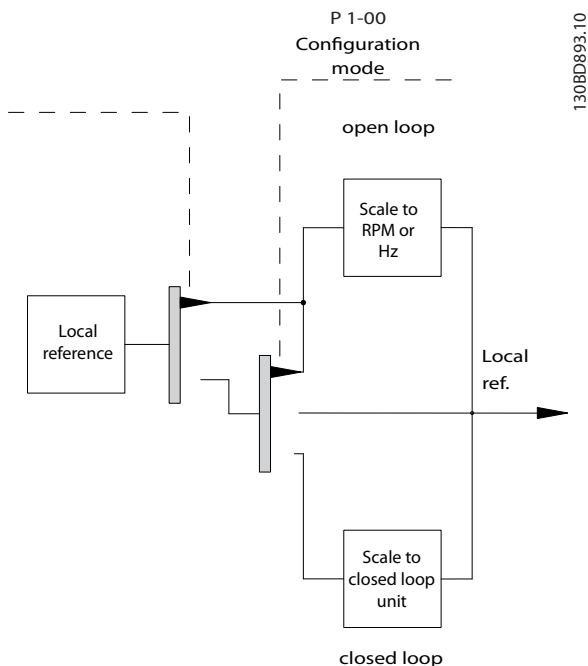 P 1-00
Configuration
mode
130BD893.10
open loop
Scale to
RPM or
Hz
Local
reference
Local
ref.
Scale to
closed loop
unit
closed loop